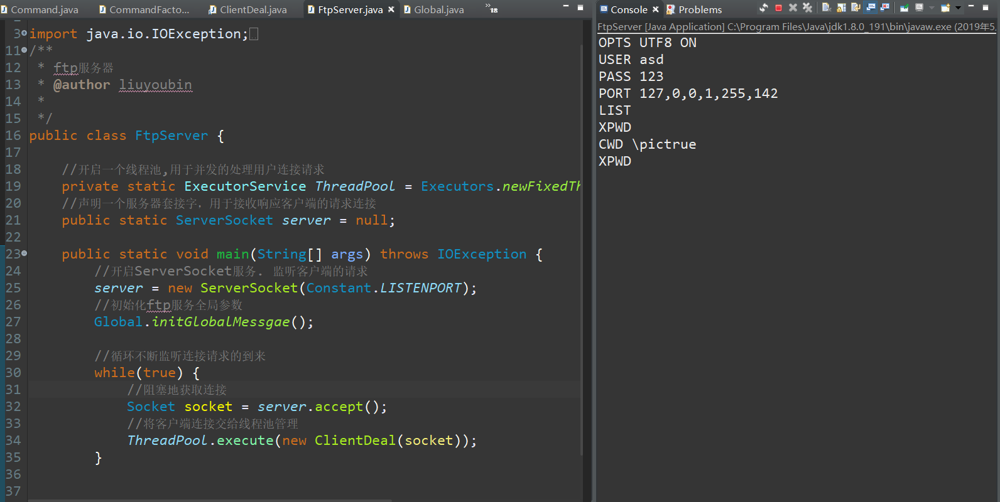 Command.java CommandFacto... ClientDeal.java FtpServer.java Global.java »18
3 import java.io.IOException;
11 /**
12 * ftp服务器
13 * @author liuyoubin
14 *
15 */
16 public class FtpServer {
17
18 //开启一个线程池,用于并发的处理用户连接请求
19 private static ExecutorService ThreadPool = Executors.newFixedTh
20 //声明一个服务器套接字，用于接收响应客户端的请求连接
21 public static ServerSocket server = null;
22
23 public static void main(String[] args) throws IOException {
24 //开启ServerSocket服务. 监听客户端的请求
25 server = new ServerSocket(Constant.LISTENPORT);
26 //初始化ftp服务全局参数
27 Global.initGlobalMessgae();
28
29 //循环不断监听连接请求的到来
30 while(true) {
31 //阻塞地获取连接
32 Socket socket = server.accept();
33 //将客户端连接交给线程池管理
34 ThreadPool.execute(new ClientDeal(socket));
35 }
36
37
Console Problems
FtpServer [Java Application] C:\Program Files\Java\jdk1.8.0_191\bin\javaw.exe (2019年5
OPTS UTF8 ON
USER asd
PASS 123
PORT 127,0,0,1,255,142
LIST
XPWD
CWD \pictrue
XPWD